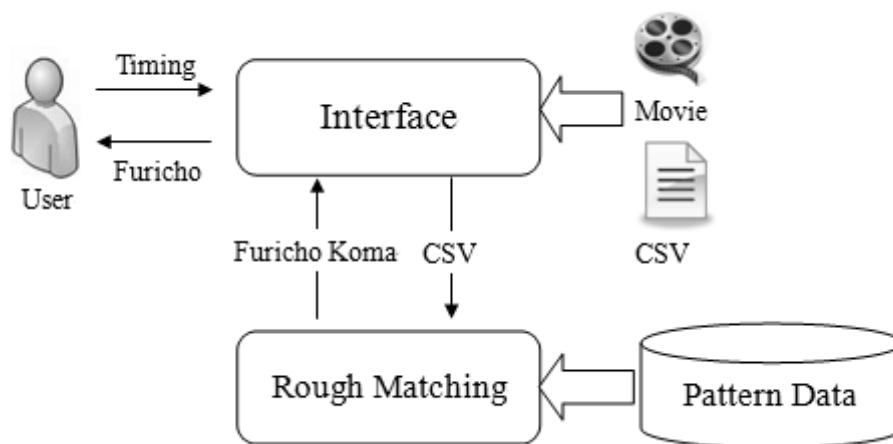 Timing
Furicho
User
Interface
Movie
CSV
Furicho Koma
CSV
Rough Matching
Pattern Data